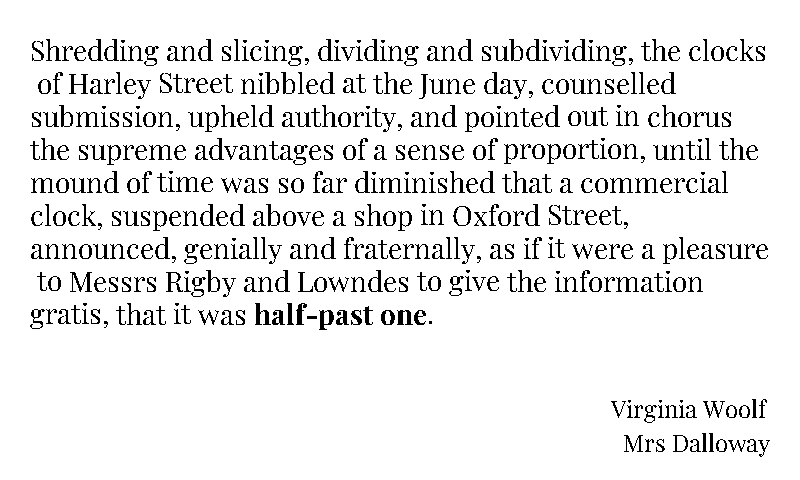 Shredding and slicing, dividing and subdividing, the clocks
of Harley Street nibbled at the June day, counselled
submission, upheld authority, and pointed out in chorus
the supreme advantages of a sense of proportion, until the
mound of time was so far diminished that a commercial
clock, suspended above a shop in Oxford Street,
announced, genially and fraternally, as if it were a pleasure
to Messrs Rigby and Lowndes to give the information
gratis, that it was half-past one.
Virginia Woolf
Mrs Dalloway